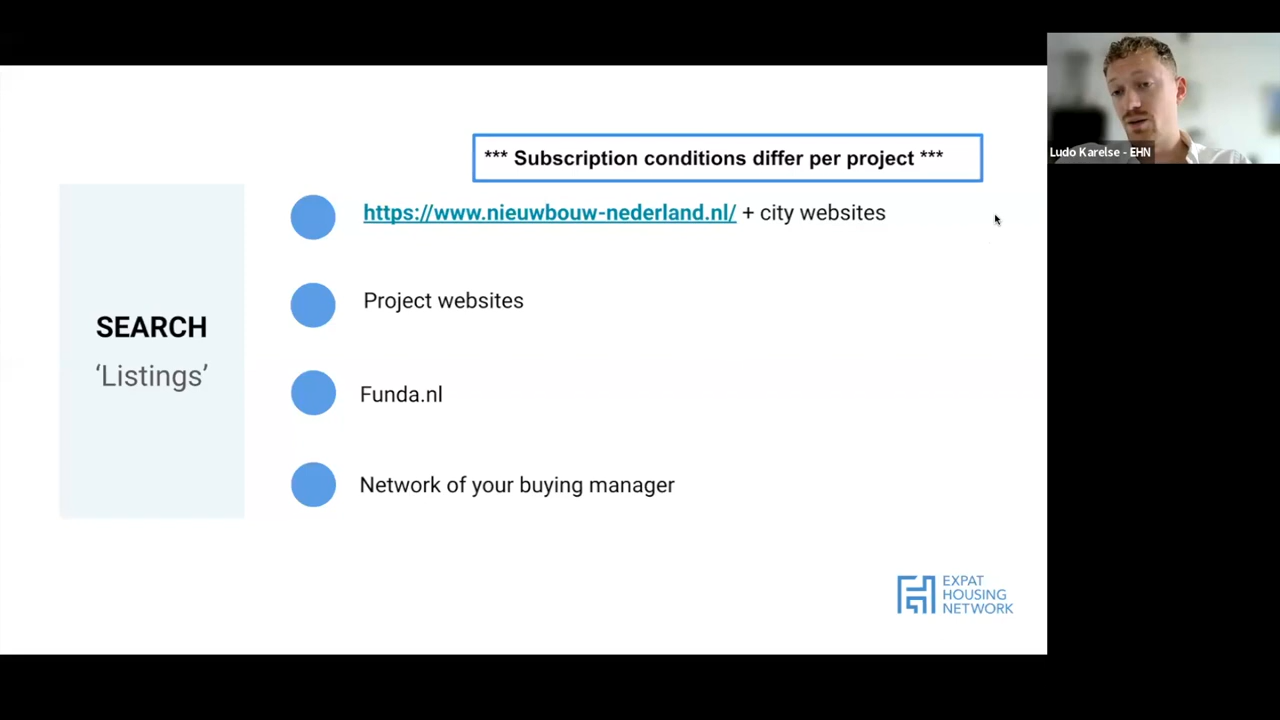 *** Subscription conditions differ per project ***
https://www.nieuwbouw-nederland.nl/ + city websites
Project websites
SEARCH
'Listings'
Funda.nl
Network of your buying manager
EXPAT
HOUSING
NETWORK
Ludo Karelse - EHN